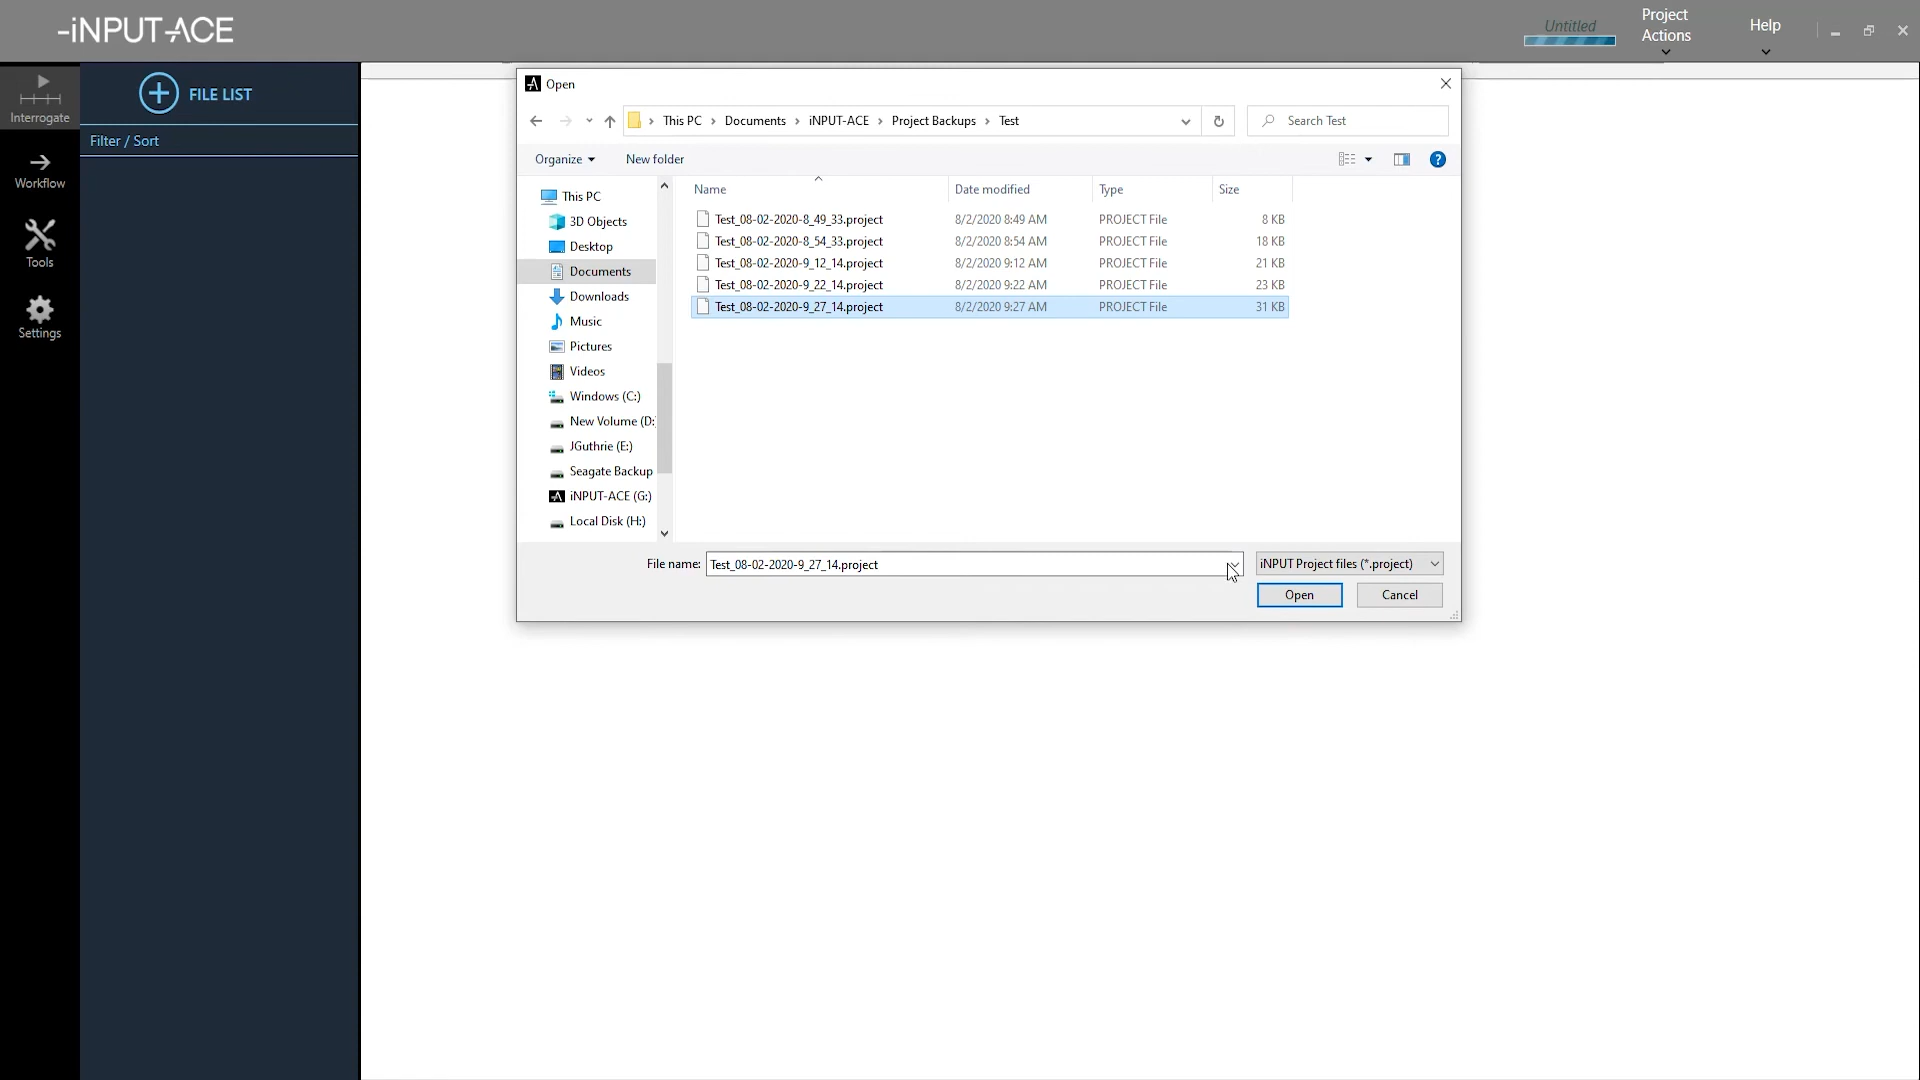 -iNPUT-ACE
Untitled
Project Actions
Help
Interrogate
Workflow
Tools
Settings
FILE LIST
Filter / Sort
Open
This PC > Documents > iNPUT-ACE > Project Backups > Test
Search Test
Organize
New folder
This PC
3D Objects
Desktop
Documents
Downloads
Music
Pictures
Videos
Windows (C:)
New Volume (D:
JGuthrie (E:)
Seagate Backup
iNPUT-ACE (G:)
Local Disk (H:)
Name Date modified Type Size
Test_08-02-2020-8_49_33.project 8/2/2020 8:49 AM PROJECT File 8 KB
Test_08-02-2020-8_54_33.project 8/2/2020 8:54 AM PROJECT File 18 KB
Test_08-02-2020-9_12_14.project 8/2/2020 9:12 AM PROJECT File 21 KB
Test_08-02-2020-9_22_14.project 8/2/2020 9:22 AM PROJECT File 23 KB
Test_08-02-2020-9_27_14.project 8/2/2020 9:27 AM PROJECT File 31 KB
File name: Test_08-02-2020-9_27_14.project
iNPUT Project files (*.project)
Open
Cancel